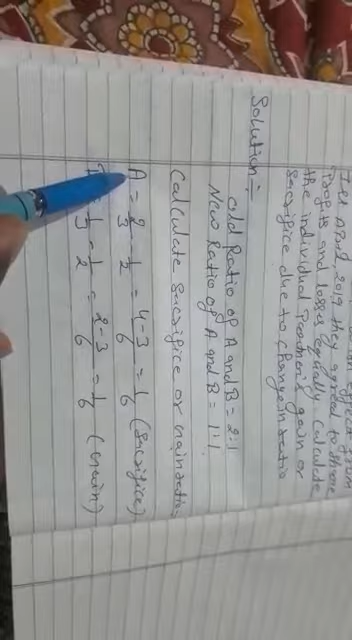 1st April, 2019 they agreed to share
Profits and losses equally. Calculate
the individual Partner's gain or
Sacrifice due to change in ratio
Solution:-
Old Ratio of A and B = 2:1
New Ratio of A and B = 1:1
Calculate Sacrifice or Gain ratio
A = 2/3 - 1/2 = 4-3/6 = 1/6 (Sacrifice)
= 1/3 - 1/2 = 2-3/6 = -1/6 (Gain)